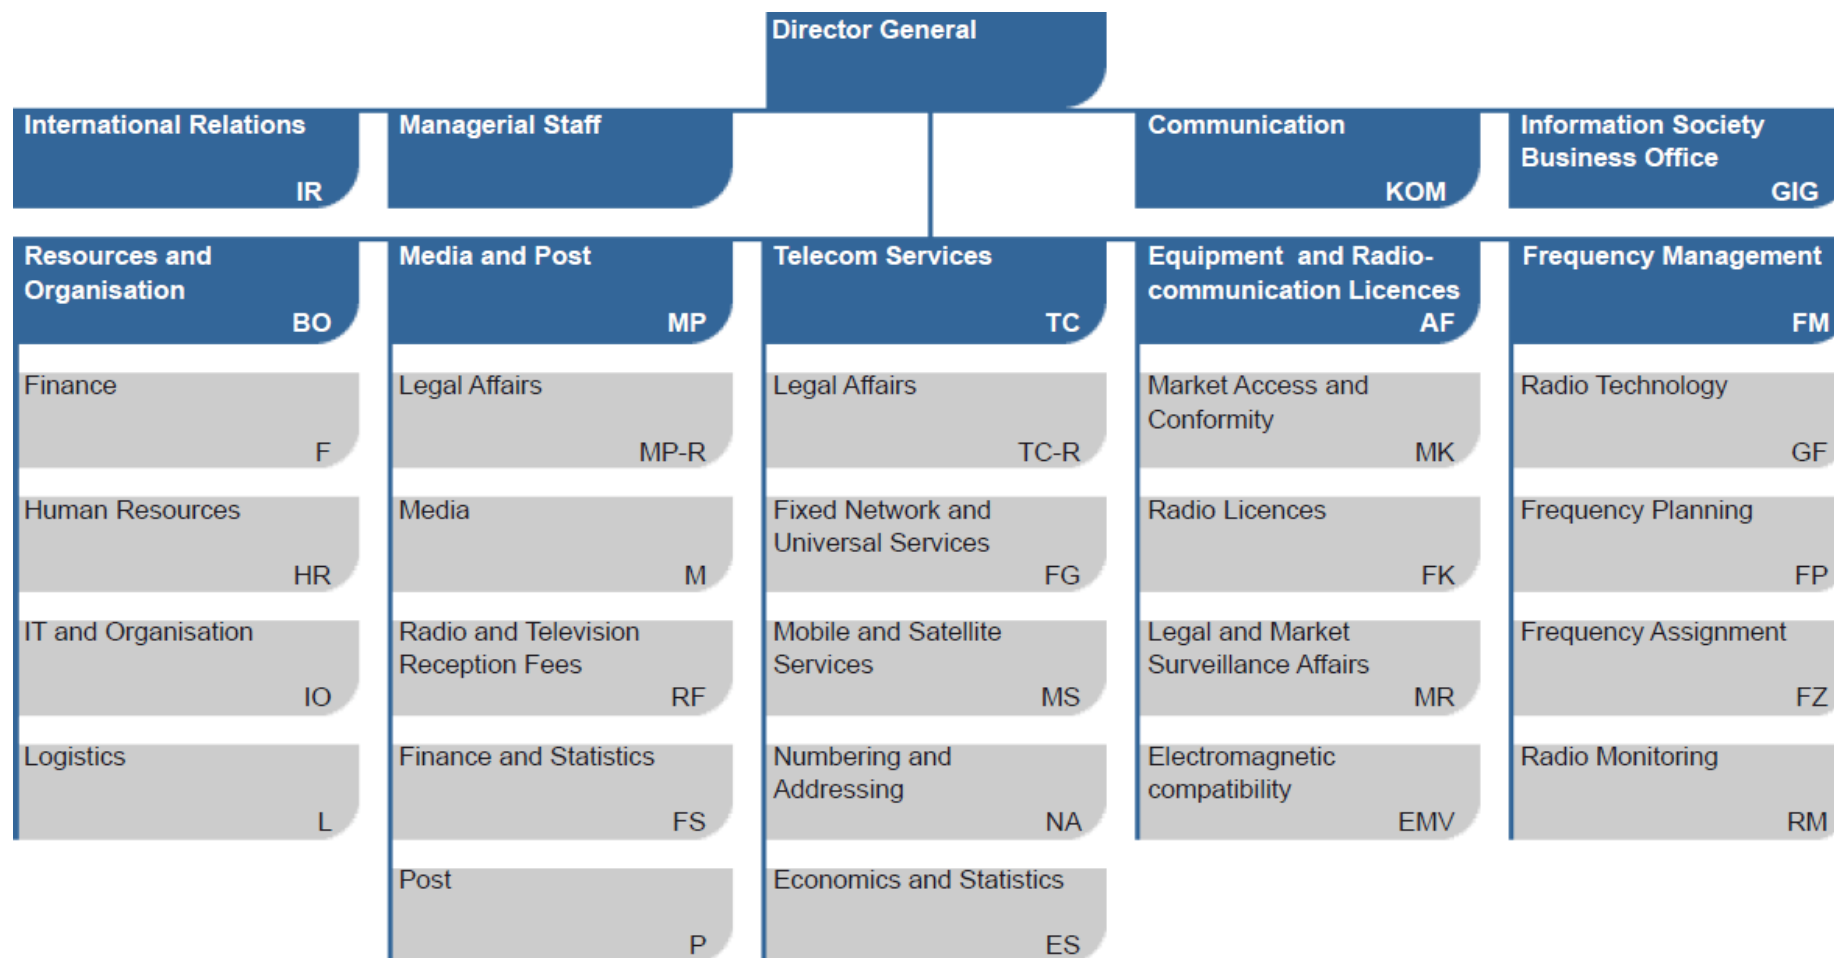 Director General
International Relations
IR
Managerial Staff
Communication
KOM
Information Society
Business Office
GIG
Resources and
Organisation
BO
Media and Post
MP
Telecom Services
TC
Equipment and Radio-
communication Licences
AF
Frequency Management
FM
Finance
F
Human Resources
HR
IT and Organisation
IO
Logistics
L
Legal Affairs
MP-R
Media
M
Radio and Television
Reception Fees
RF
Finance and Statistics
FS
Post
P
Legal Affairs
TC-R
Fixed Network and
Universal Services
FG
Mobile and Satellite
Services
MS
Numbering and
Addressing
NA
Economics and Statistics
ES
Market Access and
Conformity
MK
Radio Licences
FK
Legal and Market
Surveillance Affairs
MR
Electromagnetic
compatibility
EMV
Radio Technology
GF
Frequency Planning
FP
Frequency Assignment
FZ
Radio Monitoring
RM